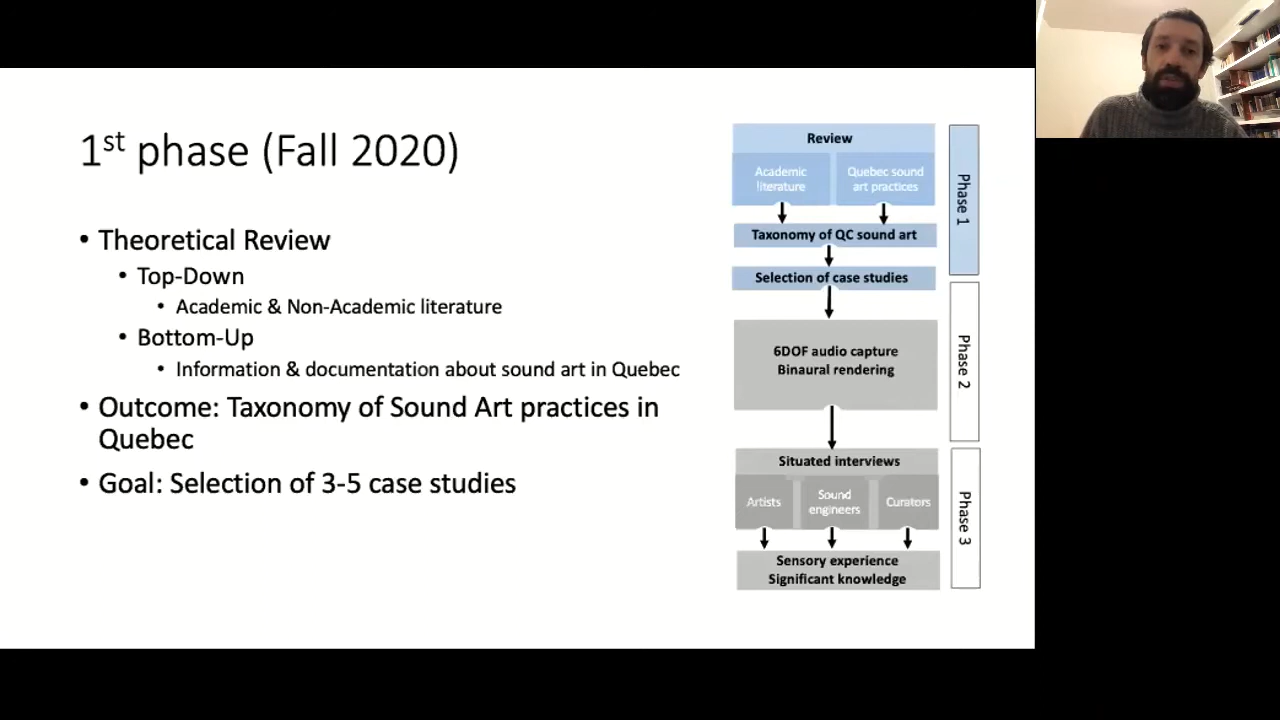 1st phase (Fall 2020)
• Theoretical Review
• Top-Down
• Academic & Non-Academic literature
• Bottom-Up
• Information & documentation about sound art in Quebec
• Outcome: Taxonomy of Sound Art practices in
Quebec
• Goal: Selection of 3-5 case studies
Review
Academic
literature
Quebec sound
art practices
Taxonomy of QC sound art
Selection of case studies
Phase 1
6DOF audio capture
Binaural rendering
Phase 2
Situated interviews
Artists
Sound
engineers
Curators
Sensory experience
Significant knowledge
Phase 3